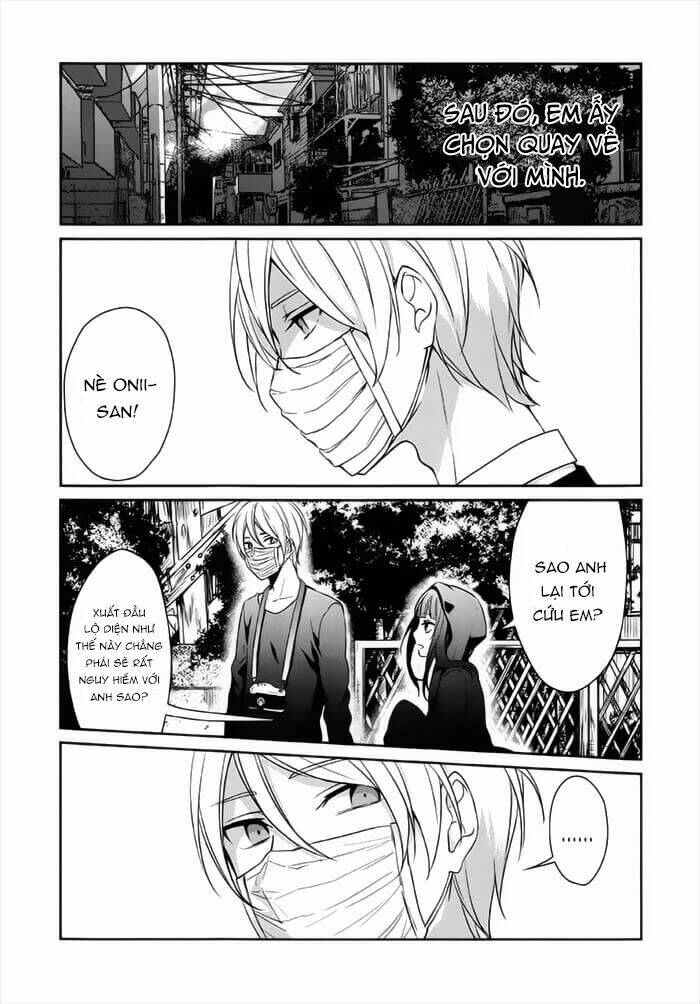 SAU ĐÓ, EM ẤY
CHỌN QUAY VỀ
VỚI MÌNH.
NÈ ONII-
SAN!
SAO ANH
LẠI TỚI
CỨU EM?
XUẤT ĐẦU
LỘ DIỆN NHƯ
THẾ NÀY CHẲNG
PHẢI SẼ RẤT
NGUY HIỂM VỚI
ANH SAO?
......